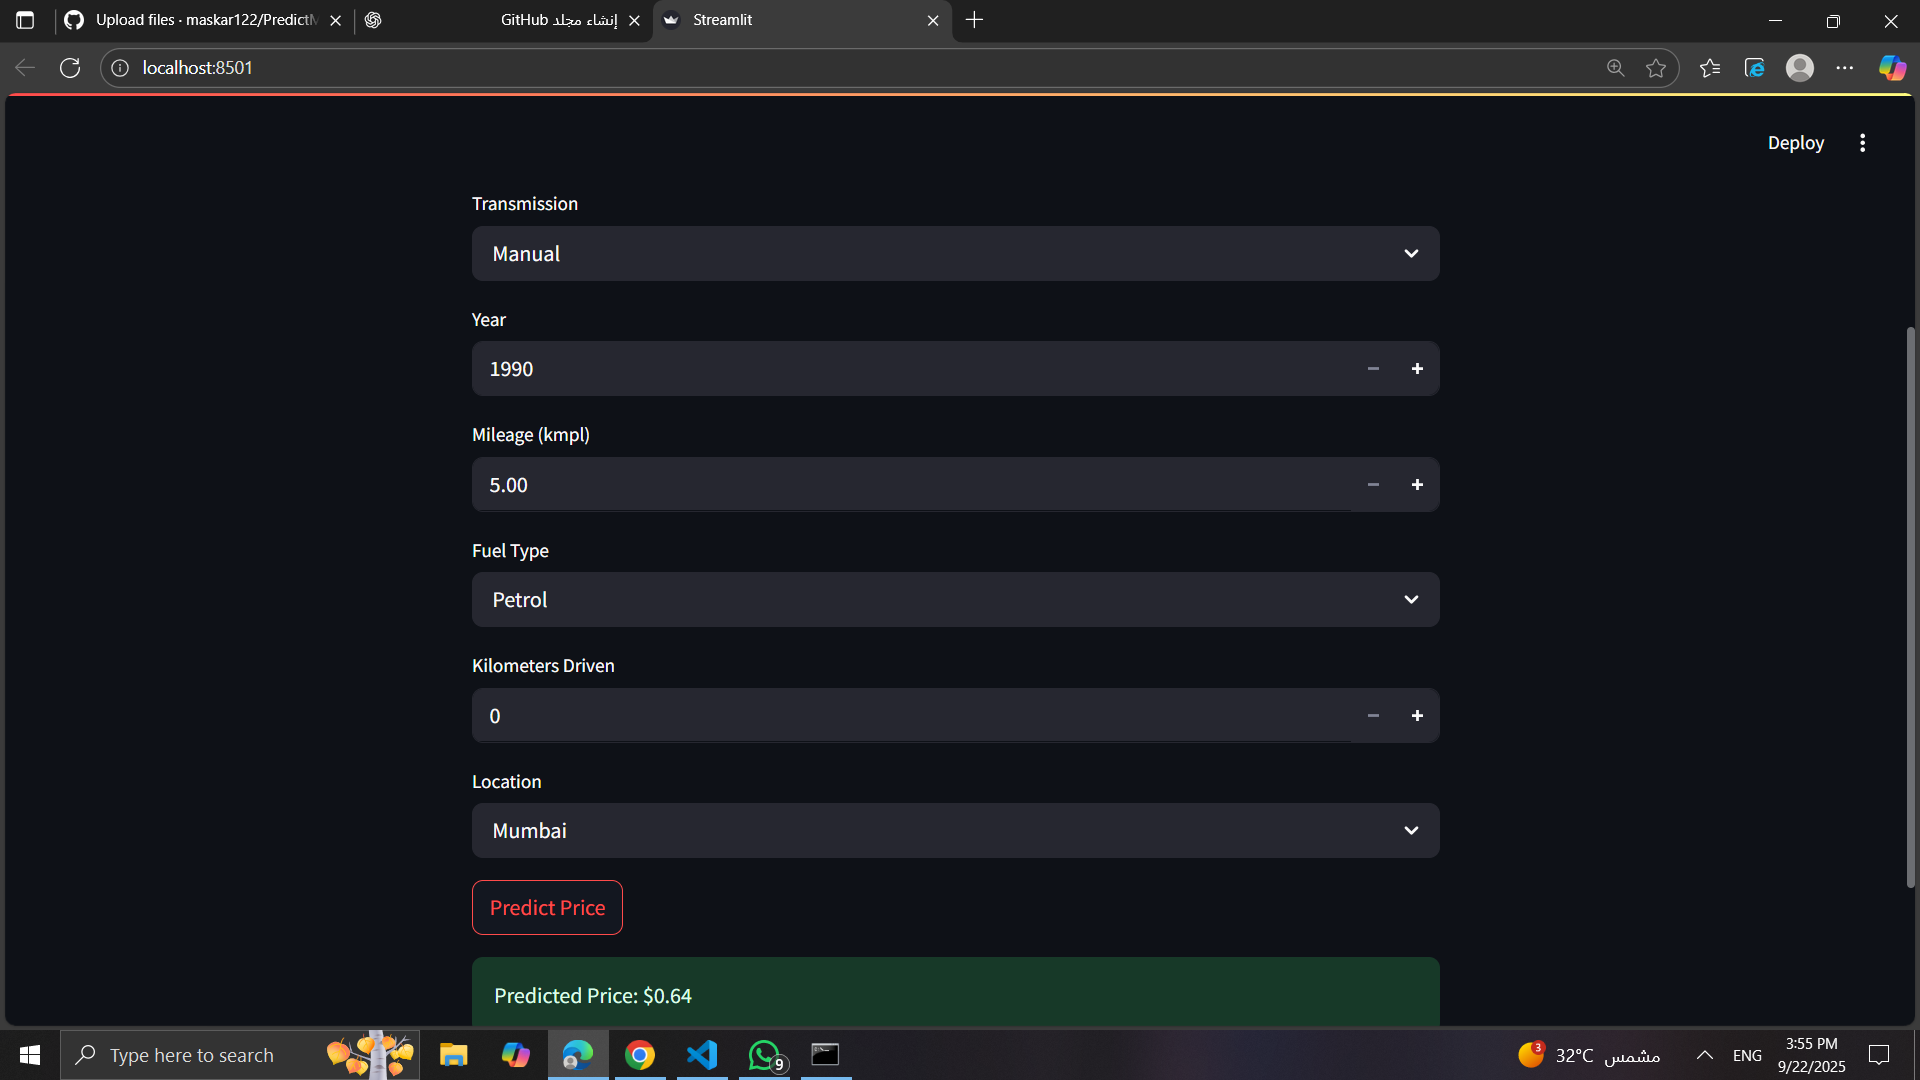 Upload files · maskar122/PredictM
إنشاء مجلد GitHub
Streamlit
localhost:8501
Deploy
Transmission
Manual
Year
1990
Mileage (kmpl)
5.00
Fuel Type
Petrol
Kilometers Driven
0
Location
Mumbai
Predict Price
Predicted Price: $0.64
Type here to search
9
3
32°C مشمس
ENG
3:55 PM
9/22/2025